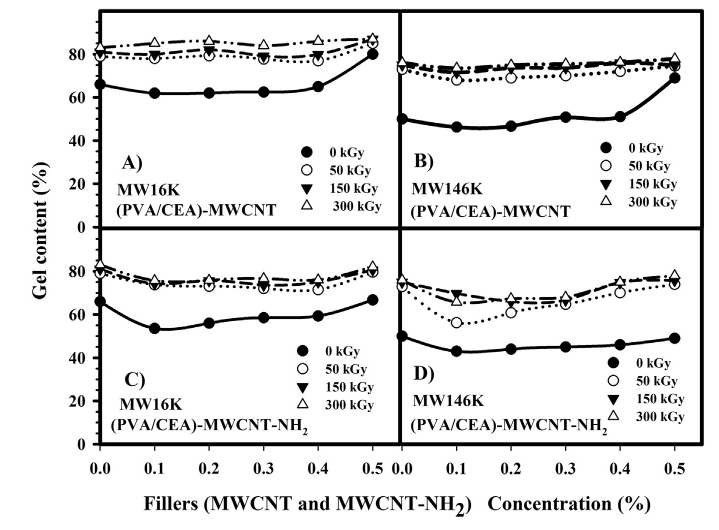 80
60
40
20
0
A)
MW16K
(PVA/CEA)-MWCNT
0 kGy
50 kGy
150 kGy
300 kGy
B)
MW146K
(PVA/CEA)-MWCNT
0 kGy
50 kGy
150 kGy
300 kGy
Gel content (%)
80
60
40
20
0
C)
MW16K
(PVA/CEA)-MWCNT-NH2
0 kGy
50 kGy
150 kGy
300 kGy
D)
MW146K
(PVA/CEA)-MWCNT-NH2
0 kGy
50 kGy
150 kGy
300 kGy
0.0 0.1 0.2 0.3 0.4 0.5 0.0 0.1 0.2 0.3 0.4 0.5
Fillers (MWCNT and MWCNT-NH2) Concentration (%)